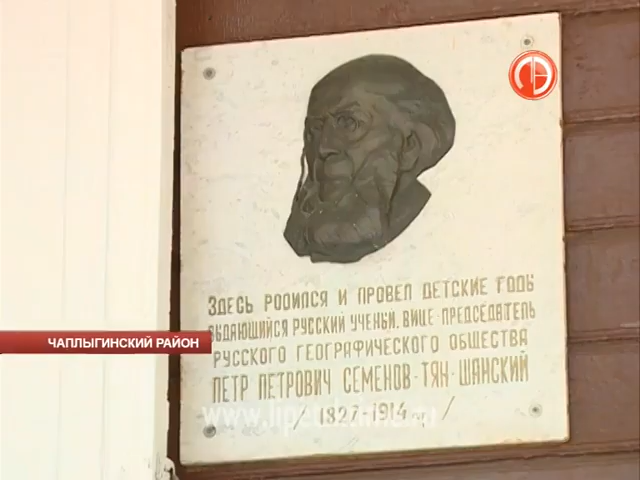 ЗДЕСЬ РОДИЛСЯ И ПРОВЕЛ ДЕТСКИЕ ГОДЫ
ВЫДАЮЩИЙСЯ РУССКИЙ УЧЕНЫЙ, ВИЦЕ-ПРЕДСЕДАТЕЛЬ
РУССКОГО ГЕОГРАФИЧЕСКОГО ОБЩЕСТВА
ПЕТР ПЕТРОВИЧ СЕМЕНОВ-ТЯН-ШАНСКИЙ
/ 1827-1914 гг. /
ЧАПЛЫГИНСКИЙ РАЙОН